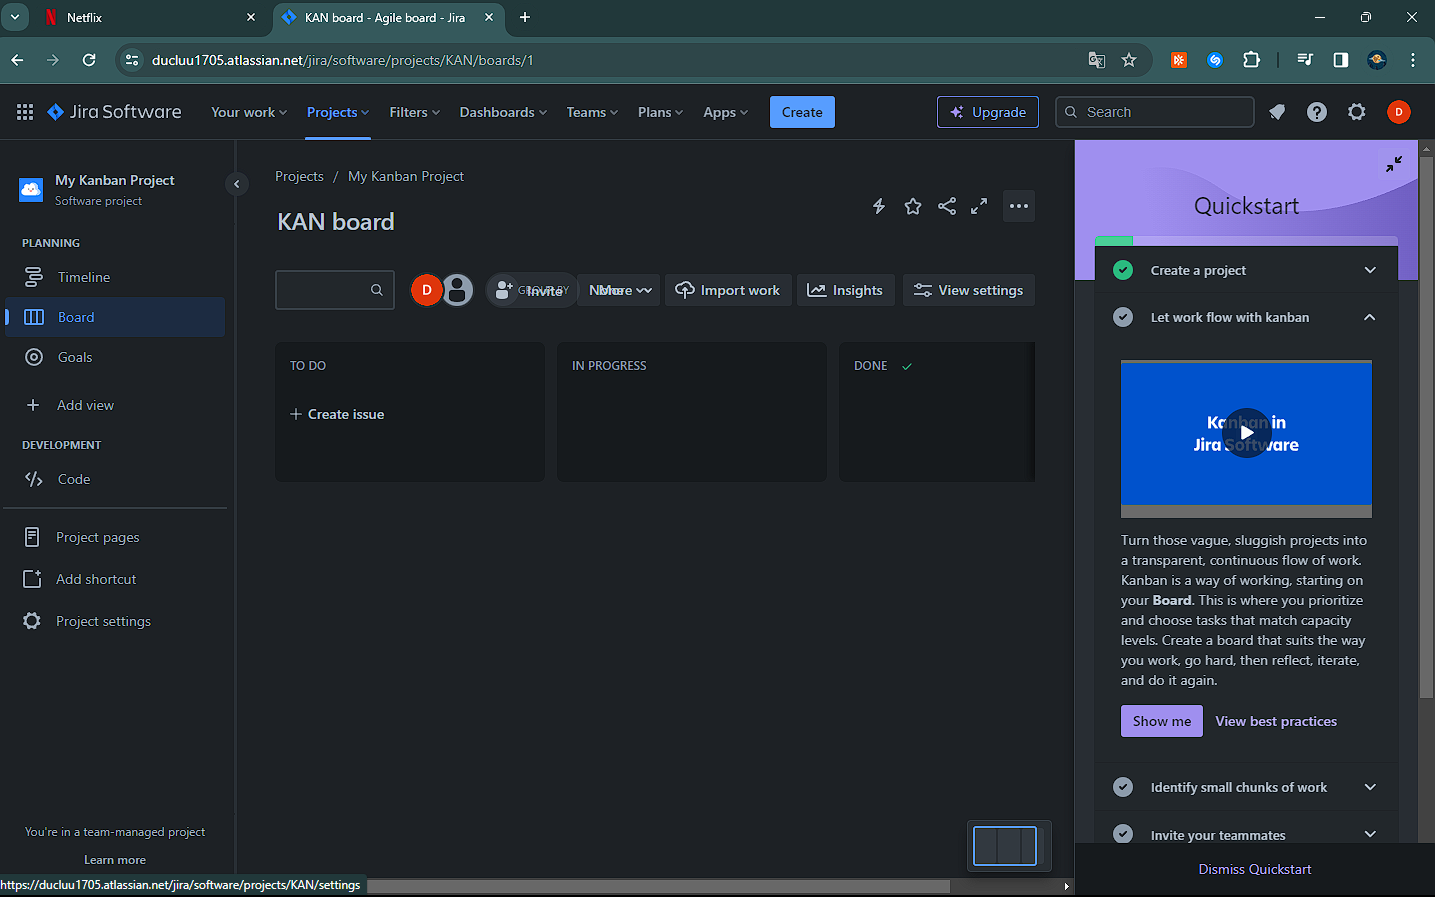 Netflix
KAN board - Agile board - Jira
ducluu1705.atlassian.net/jira/software/projects/KAN/boards/1
Jira Software
Your work
Projects
Filters
Dashboards
Teams
Plans
Apps
Create
Upgrade
Search
D
My Kanban Project
Software project
PLANNING
Timeline
Board
Goals
Add view
DEVELOPMENT
Code
Project pages
Add shortcut
Project settings
You're in a team-managed project
Learn more
https://ducluu1705.atlassian.net/jira/software/projects/KAN/settings
Projects / My Kanban Project
KAN board
D
Invite
GROUP BY
None
More
Import work
Insights
View settings
TO DO
Create issue
IN PROGRESS
DONE
Quickstart
Create a project
Let work flow with kanban
Kanban in
Jira Software
Turn those vague, sluggish projects into
a transparent, continuous flow of work.
Kanban is a way of working, starting on
your Board. This is where you prioritize
and choose tasks that match capacity
levels. Create a board that suits the way
you work, go hard, then reflect, iterate,
and do it again.
Show me
View best practices
Identify small chunks of work
Invite your teammates
Dismiss Quickstart